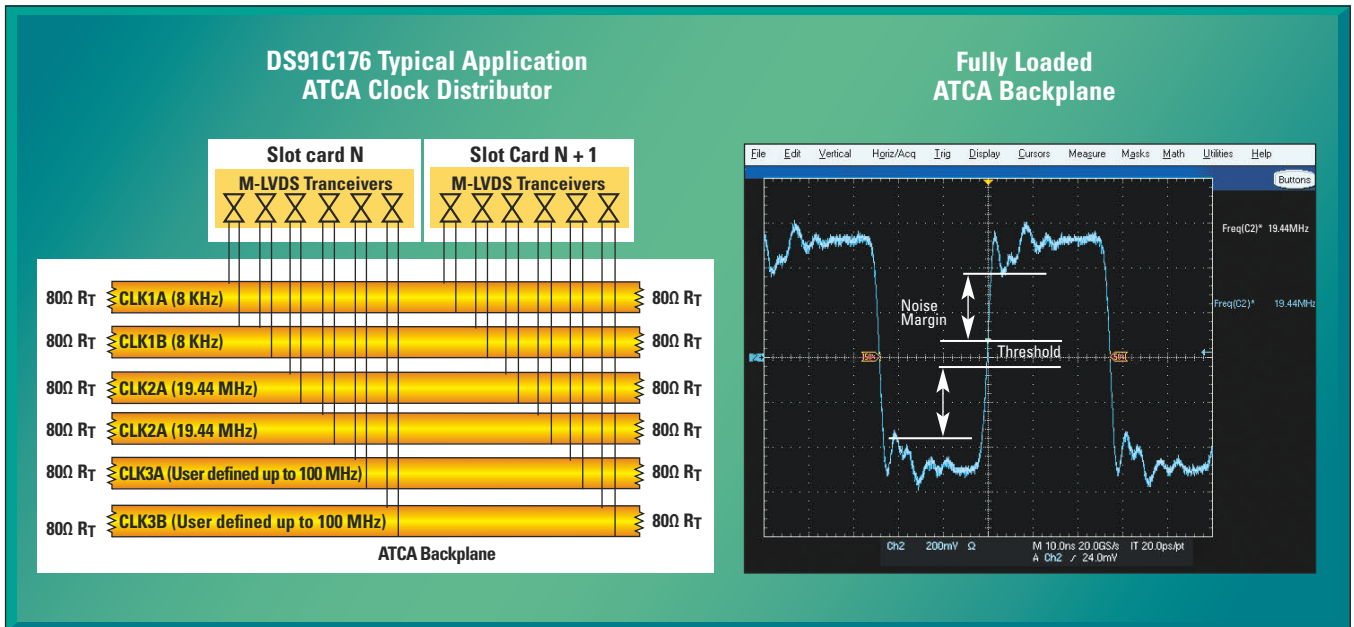 DS91C176 Typical Application
ATCA Clock Distributor
Slot card N
Slot Card N + 1
M-LVDS Tranceivers
M-LVDS Tranceivers
80Ω RT
CLK1A (8 KHz)
80Ω RT
80Ω RT
CLK1B (8 KHz)
80Ω RT
80Ω RT
CLK2A (19.44 MHz)
80Ω RT
80Ω RT
CLK2A (19.44 MHz)
80Ω RT
80Ω RT
CLK3A (User defined up to 100 MHz)
80Ω RT
80Ω RT
CLK3B (User defined up to 100 MHz)
80Ω RT
ATCA Backplane
Fully Loaded
ATCA Backplane
File Edit Vertical Horiz/Acq Trig Display Cursors Measure Masks Math Utilities Help
Buttons
Freq(C2)* 19.44MHz
Freq(C2)* 19.44MHz
Noise
Margin
Threshold
50%
50%
Ch2 200mV Ω M 10.0ns 20.0GS/s IT 20.0ps/pt
A Ch2 ∕ 24.0mV